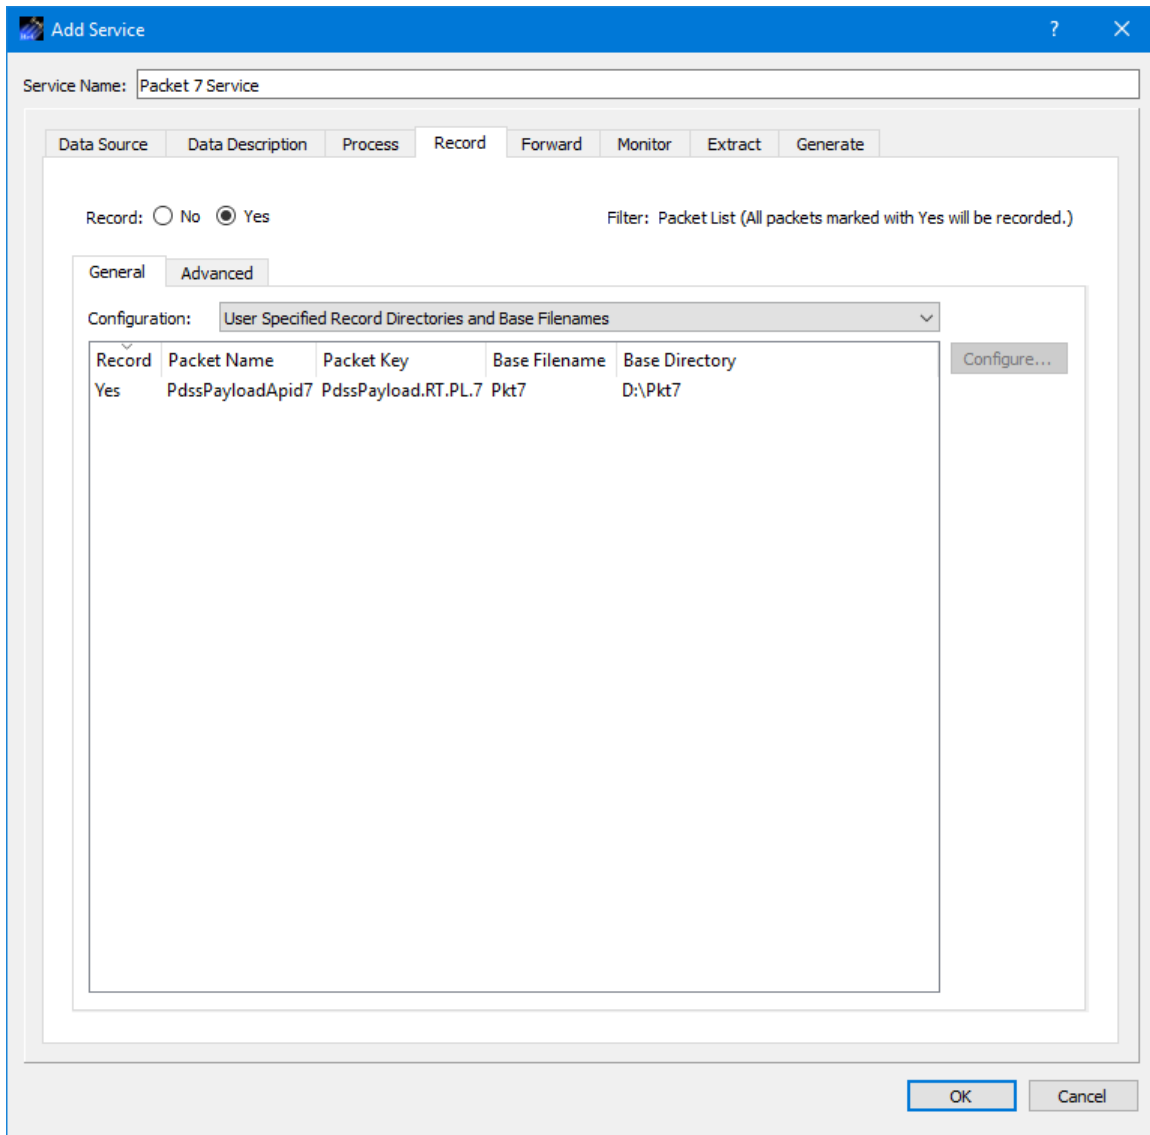 Add Service
Service Name: Packet 7 Service
Data Source Data Description Process Record Forward Monitor Extract Generate
Record: No Yes Filter: Packet List (All packets marked with Yes will be recorded.)
General Advanced
Configuration: User Specified Record Directories and Base Filenames
Record Packet Name Packet Key Base Filename Base Directory Configure...
Yes PdssPayloadApid7 PdssPayload.RT.PL.7 Pkt7 D:\Pkt7
OK Cancel